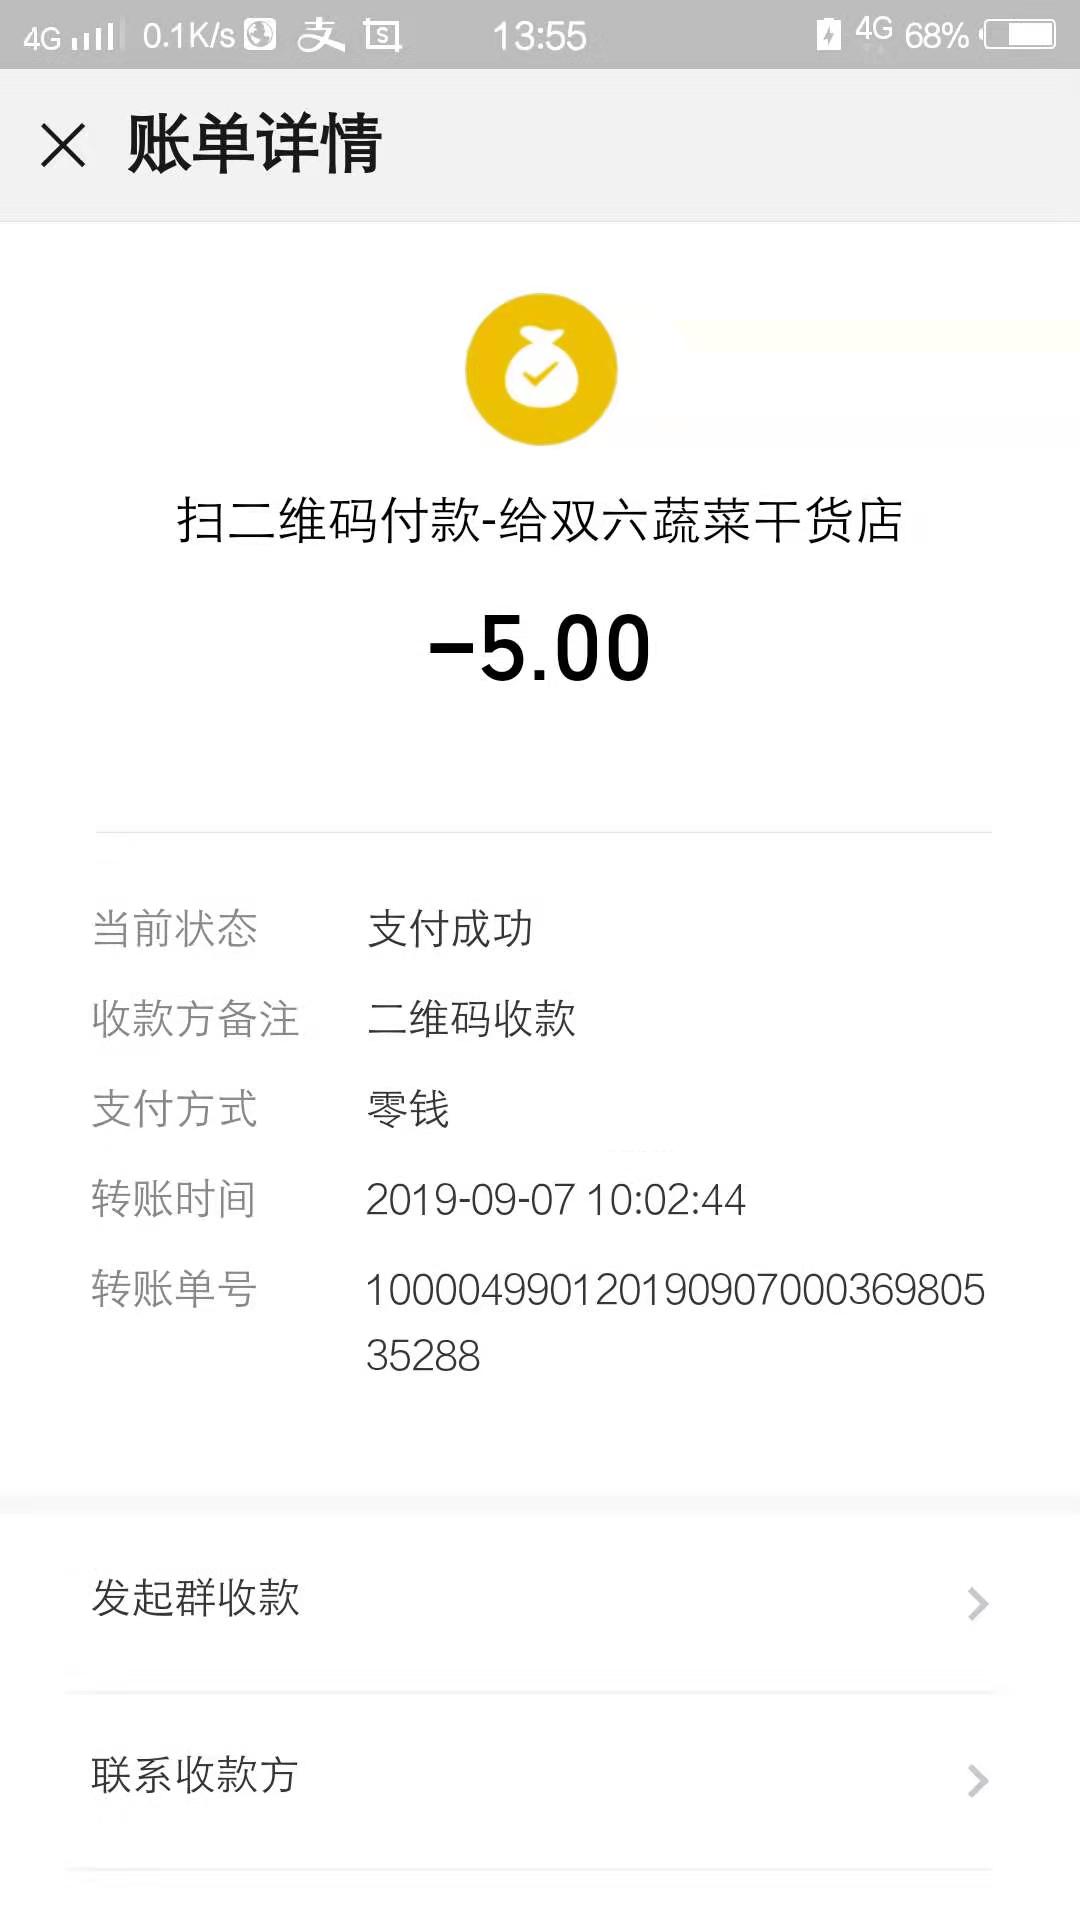 4G 0.1K/s 支 S 13:55 4G 68%
账单详情
扫二维码付款-给双六蔬菜干货店
-5.00
当前状态 支付成功
收款方备注 二维码收款
支付方式 零钱
转账时间 2019-09-07 10:02:44
转账单号 100004990120190907000369805
35288
发起群收款
联系收款方